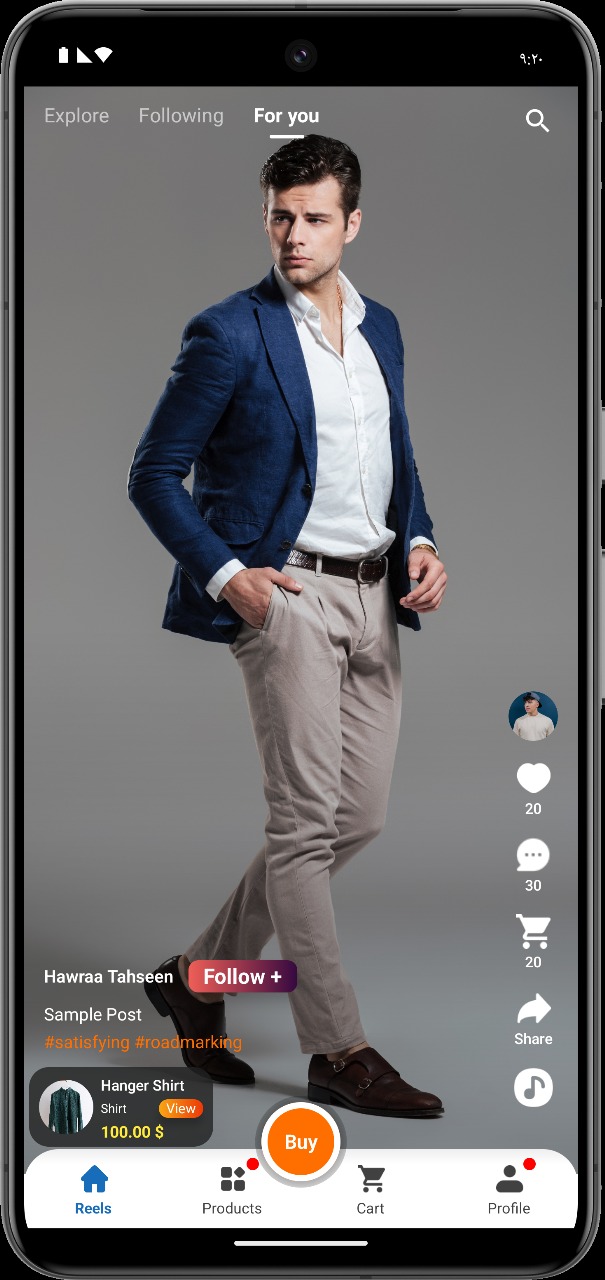 ٩:٢٠
Explore Following For you
20
30
20
Share
Hawraa Tahseen Follow +
Sample Post
#satisfying #roadmarking
Hanger Shirt
Shirt View
100.00 $
Buy
Reels Products Cart Profile